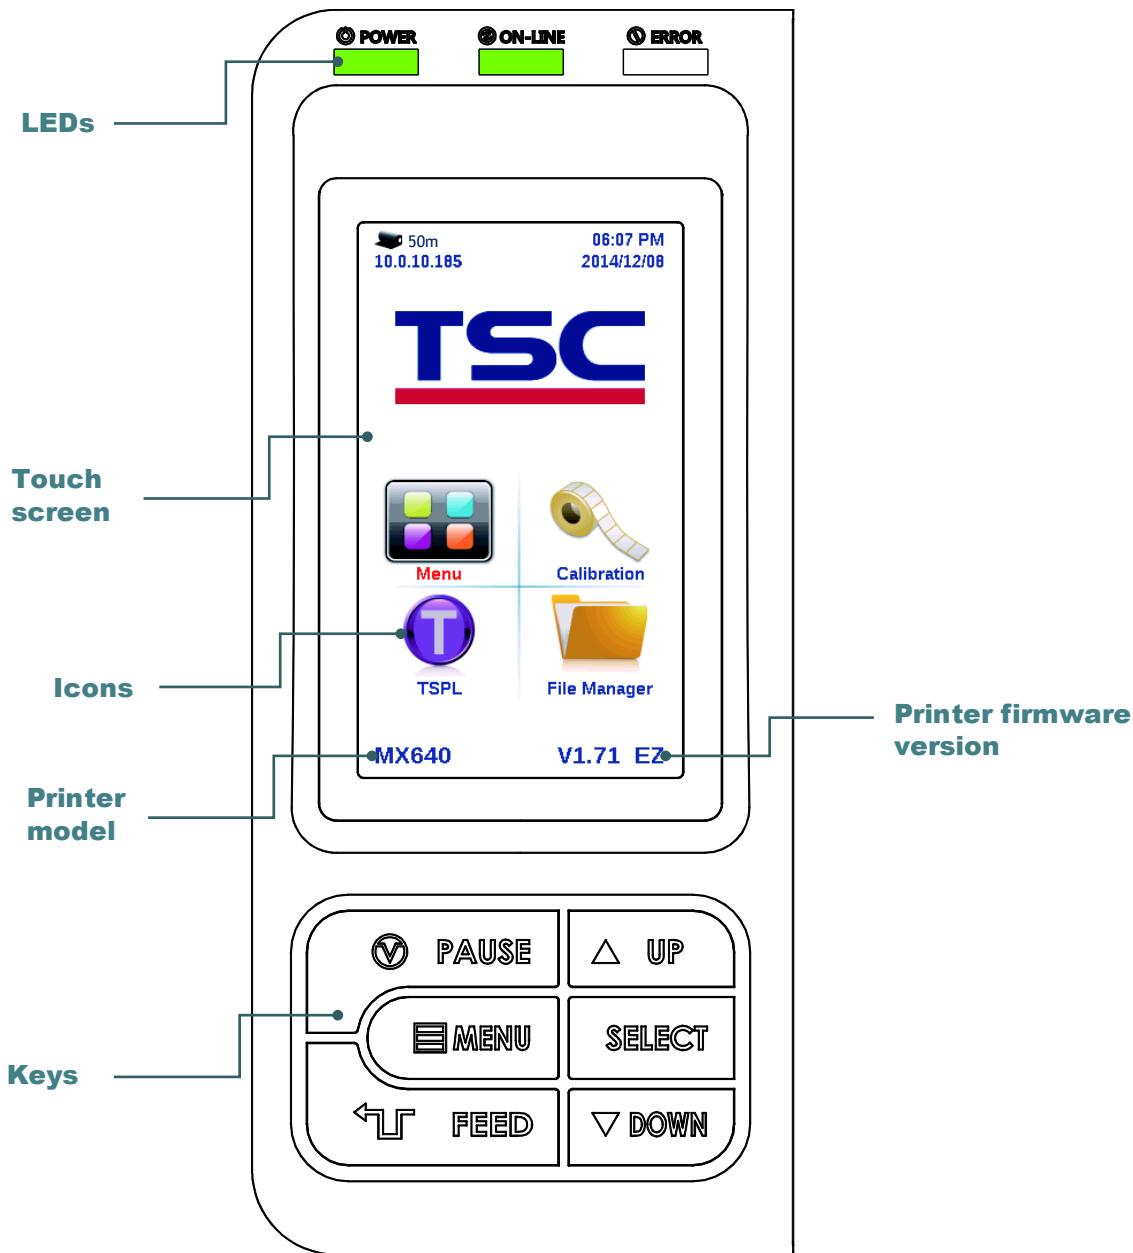 POWER ON-LINE ERROR
LEDs
50m 06:07 PM
10.0.10.185 2014/12/08
TSC
Touch
screen
Menu Calibration
T
TSPL File Manager
Icons
Printer firmware
version
MX640 V1.71 EZ
Printer
model
PAUSE UP
MENU SELECT
Keys
FEED DOWN